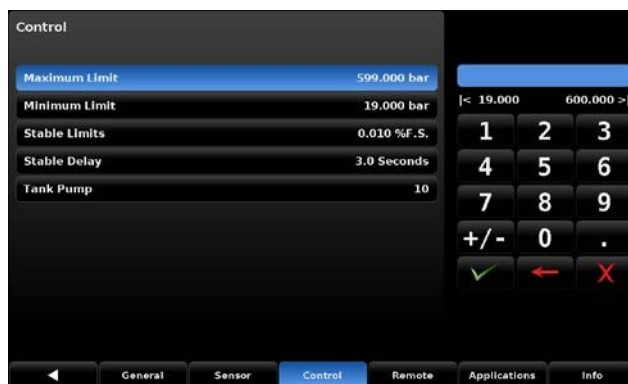 Control
Maximum Limit 599.000 bar
Minimum Limit 19.000 bar
Stable Limits 0.010 %F.S.
Stable Delay 3.0 Seconds
Tank Pump 10
|< 19.000 600.000 >|
1 2 3
4 5 6
7 8 9
+/- 0 .
General Sensor Control Remote Applications Info